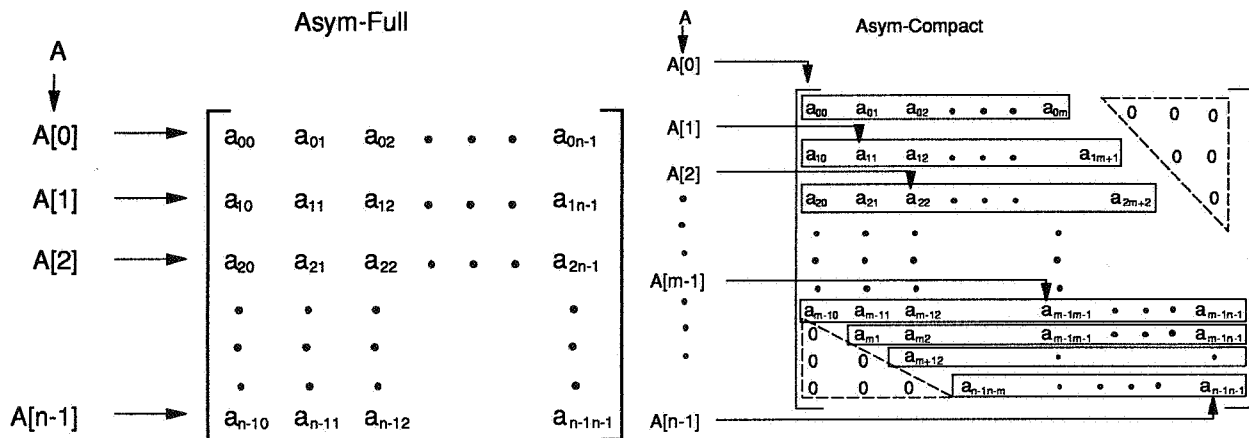 Asym-Full
A
A[0] a00 a01 a02 • • • a0n-1
A[1] a10 a11 a12 • • • a1n-1
A[2] a20 a21 a22 • • • a2n-1
A[n-1] an-10 an-11 an-12 an-1n-1
Asym-Compact
A
A[0]
a00 a01 a02 • • • a0m 0 0 0
A[1]
a10 a11 a12 • • • a1m+1 0 0
A[2]
a20 a21 a22 • • • a2m+2 0
A[m-1]
am-10 am-11 am-12 am-1m-1 • • • am-1n-1
0 am1 am2 am-1m-1 • • • am-1n-1
0 0 am+12
0 0 0 an-1n-m • • • • an-1n-1
A[n-1]